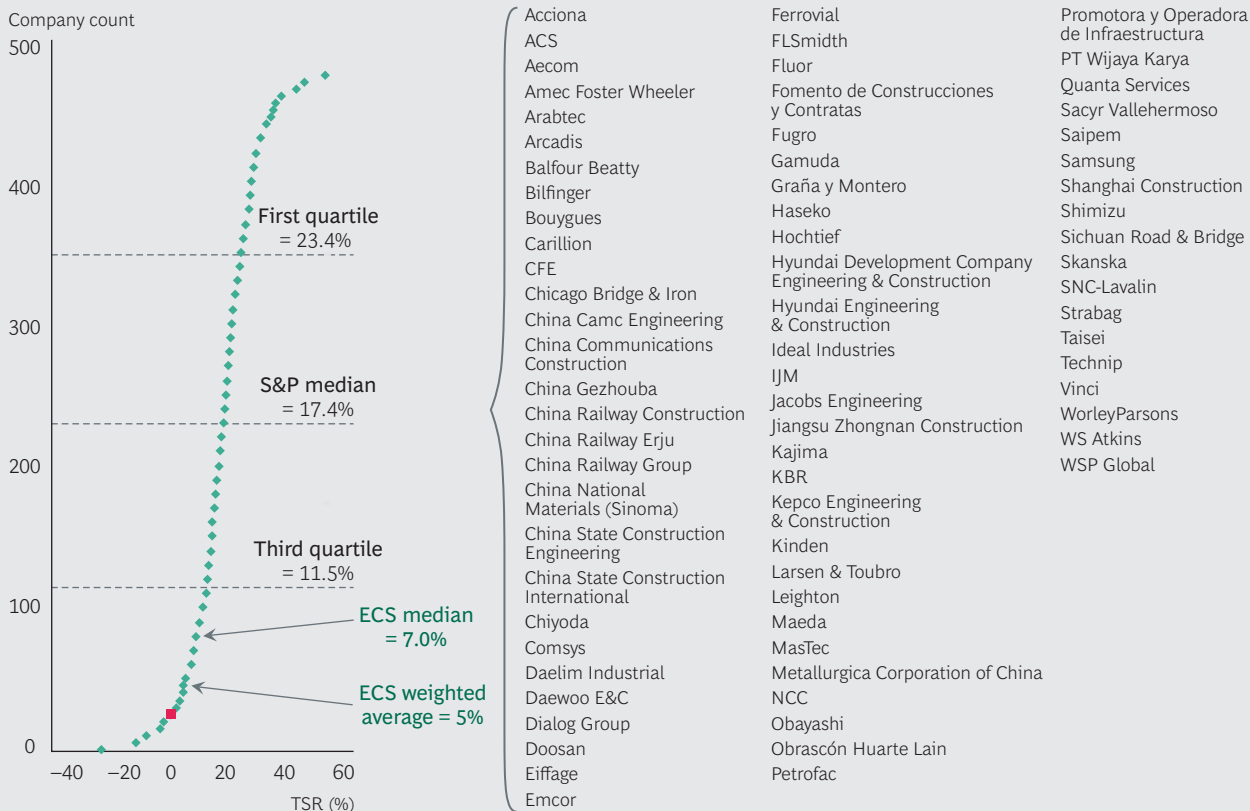 Company count
500
400
300
200
100
0
First quartile
= 23.4%
S&P median
= 17.4%
Third quartile
= 11.5%
ECS median
= 7.0%
ECS weighted
average = 5%
–40 –20 0 20 40 60
TSR (%)
Acciona
ACS
Aecom
Amec Foster Wheeler
Arabtec
Arcadis
Balfour Beatty
Bilfinger
Bouygues
Carillion
CFE
Chicago Bridge & Iron
China Camc Engineering
China Communications
Construction
China Gezhouba
China Railway Construction
China Railway Erju
China Railway Group
China National
Materials (Sinoma)
China State Construction
Engineering
China State Construction
International
Chiyoda
Comsys
Daelim Industrial
Daewoo E&C
Dialog Group
Doosan
Eiffage
Emcor
Ferrovial
FLSmidth
Fluor
Fomento de Construcciones
y Contratas
Fugro
Gamuda
Graña y Montero
Haseko
Hochtief
Hyundai Development Company
Engineering & Construction
Hyundai Engineering
& Construction
Ideal Industries
IJM
Jacobs Engineering
Jiangsu Zhongnan Construction
Kajima
KBR
Kepco Engineering
& Construction
Kinden
Larsen & Toubro
Leighton
Maeda
MasTec
Metallurgica Corporation of China
NCC
Obayashi
Obrascón Huarte Lain
Petrofac
Promotora y Operadora
de Infraestructura
PT Wijaya Karya
Quanta Services
Sacyr Vallehermoso
Saipem
Samsung
Shanghai Construction
Shimizu
Sichuan Road & Bridge
Skanska
SNC-Lavalin
Strabag
Taisei
Technip
Vinci
WorleyParsons
WS Atkins
WSP Global